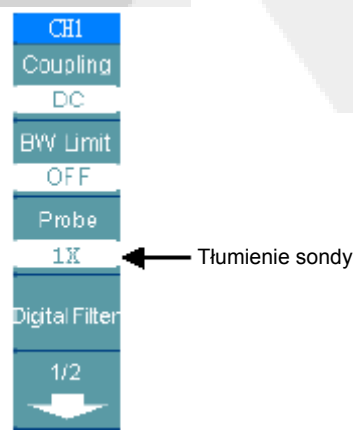 CH1
Coupling
DC
BW Limit
OFF
Probe
1X
Tłumienie sondy
Digital Filter
1/2